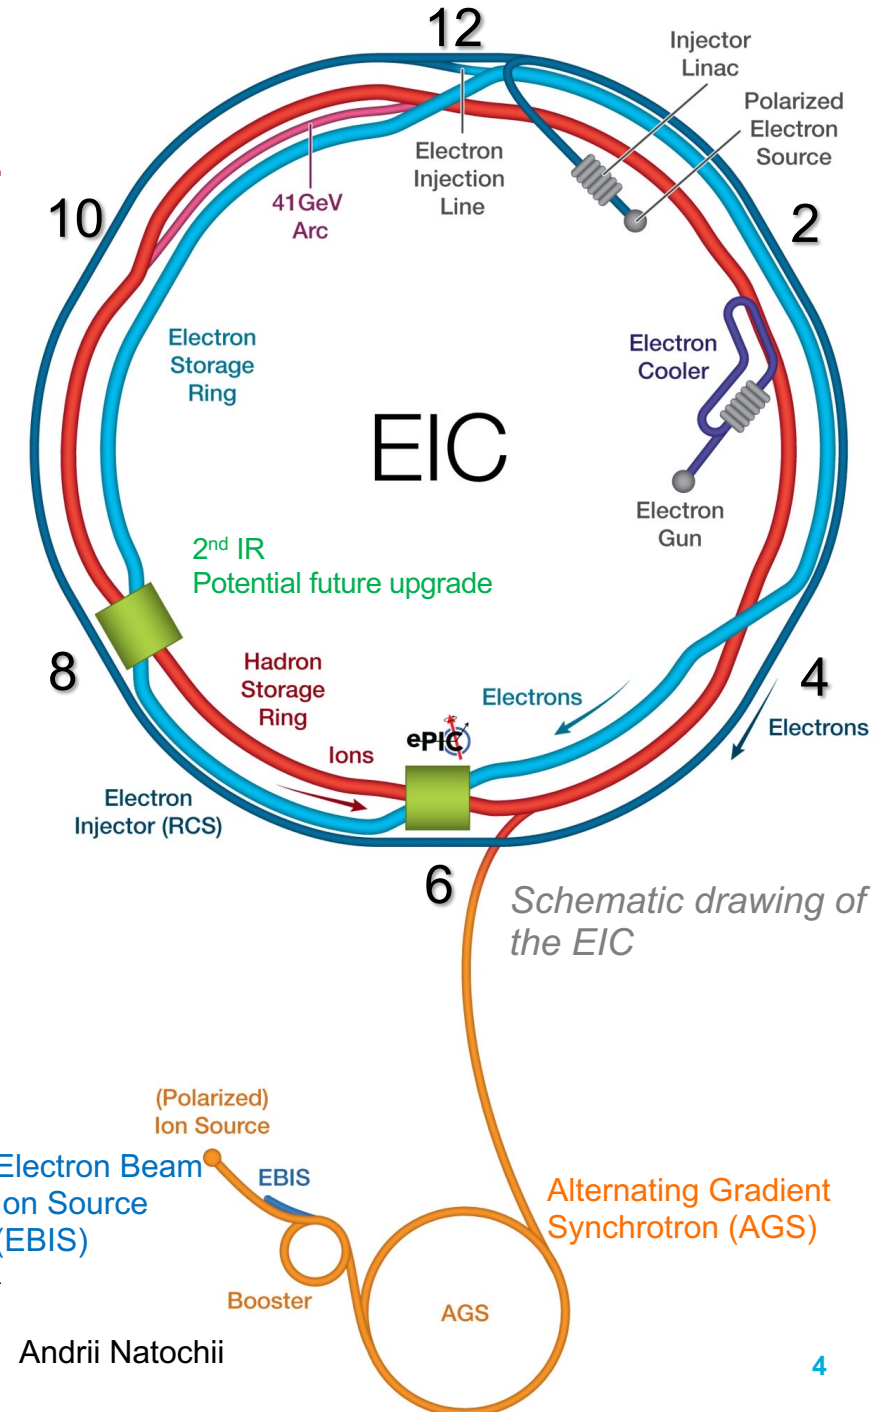 12
Injector
Linac
Polarized
Electron
Source
Electron
Injection
Line
41GeV
Arc
10
2
Electron
Storage
Ring
Electron
Cooler
EIC
Electron
Gun
2nd IR
Potential future upgrade
8
Hadron
Storage
Ring
Electrons
4
Electrons
ePIC
Ions
Electron
Injector (RCS)
6
Schematic drawing of
the EIC
(Polarized)
Ion Source
Electron Beam
on Source
(EBIS)
EBIS
Alternating Gradient
Synchrotron (AGS)
Booster
AGS
Andrii Natochii
4